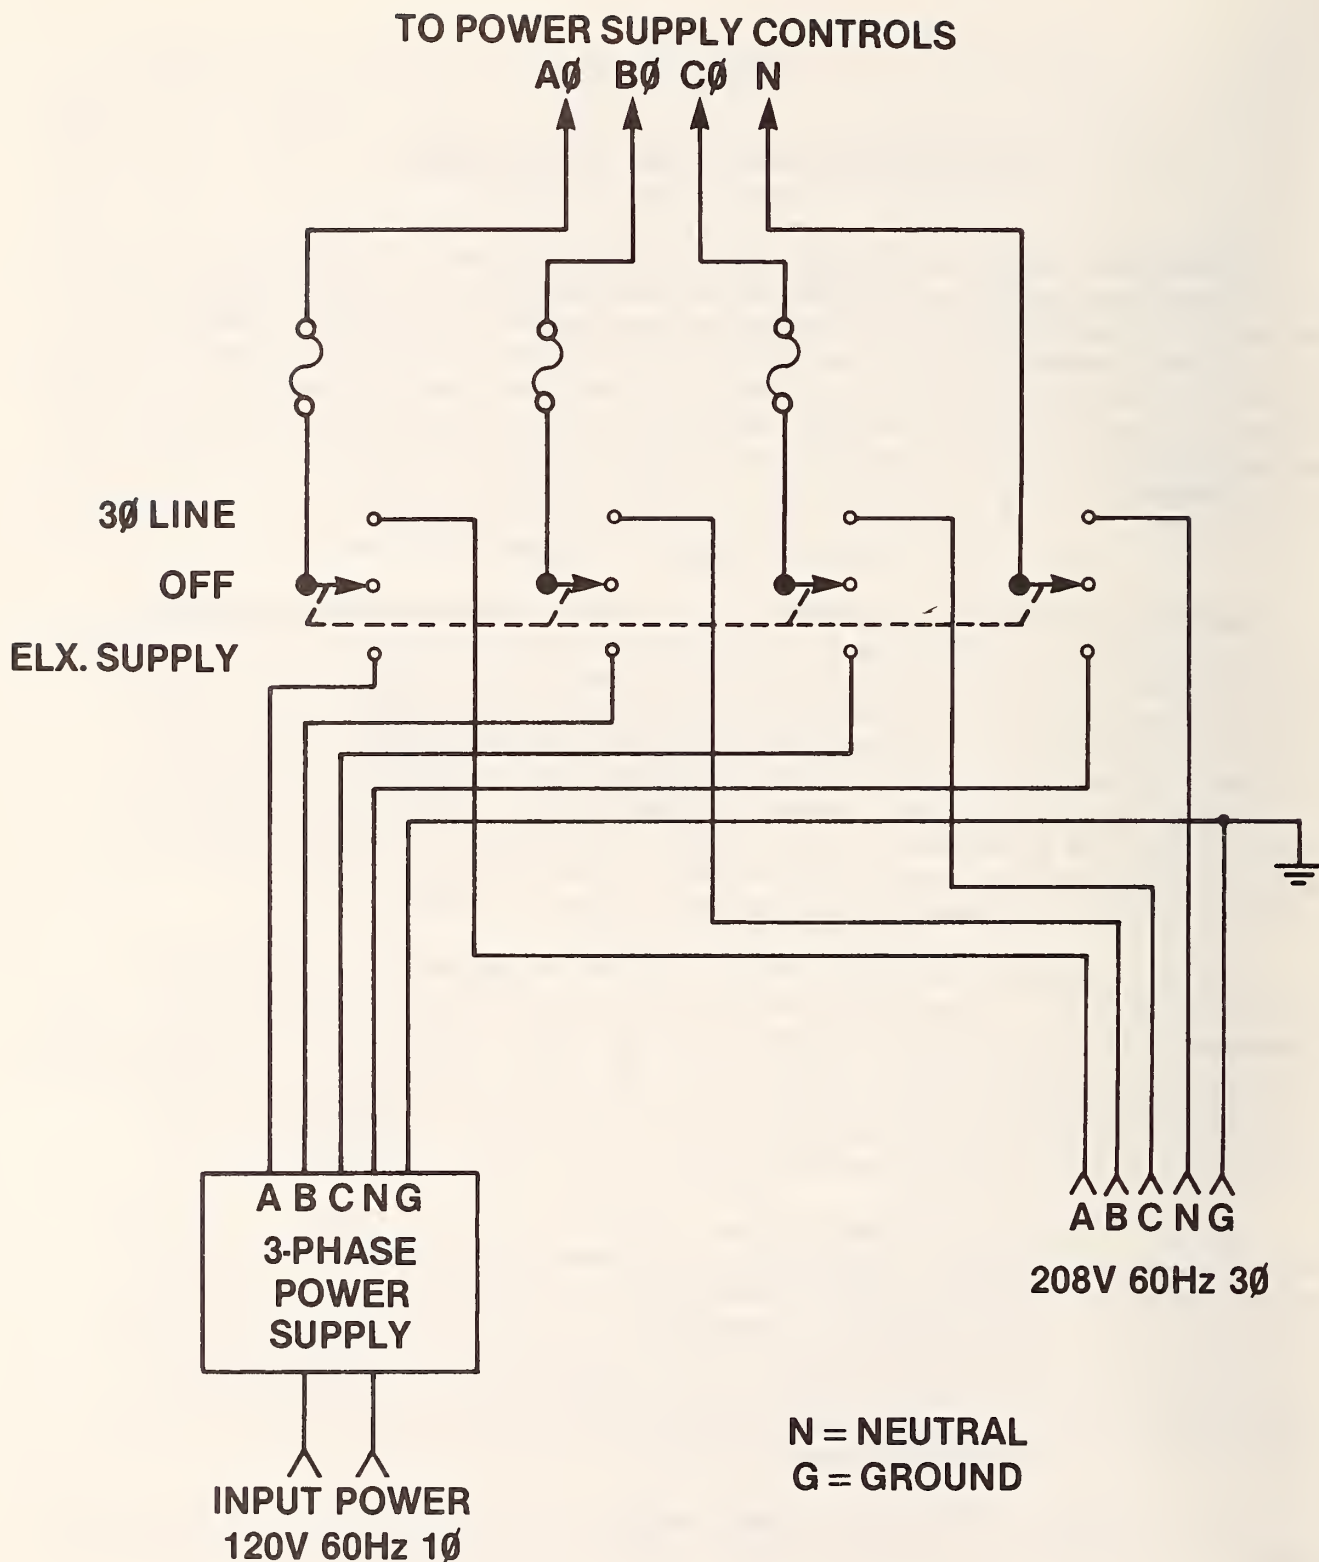 TO POWER SUPPLY CONTROLS
AØ BØ CØ N
3Ø LINE
OFF
ELX. SUPPLY
A B C N G
3-PHASE
POWER
SUPPLY
A B C N G
208V 60Hz 3Ø
N = NEUTRAL
G = GROUND
INPUT POWER
120V 60Hz 1Ø